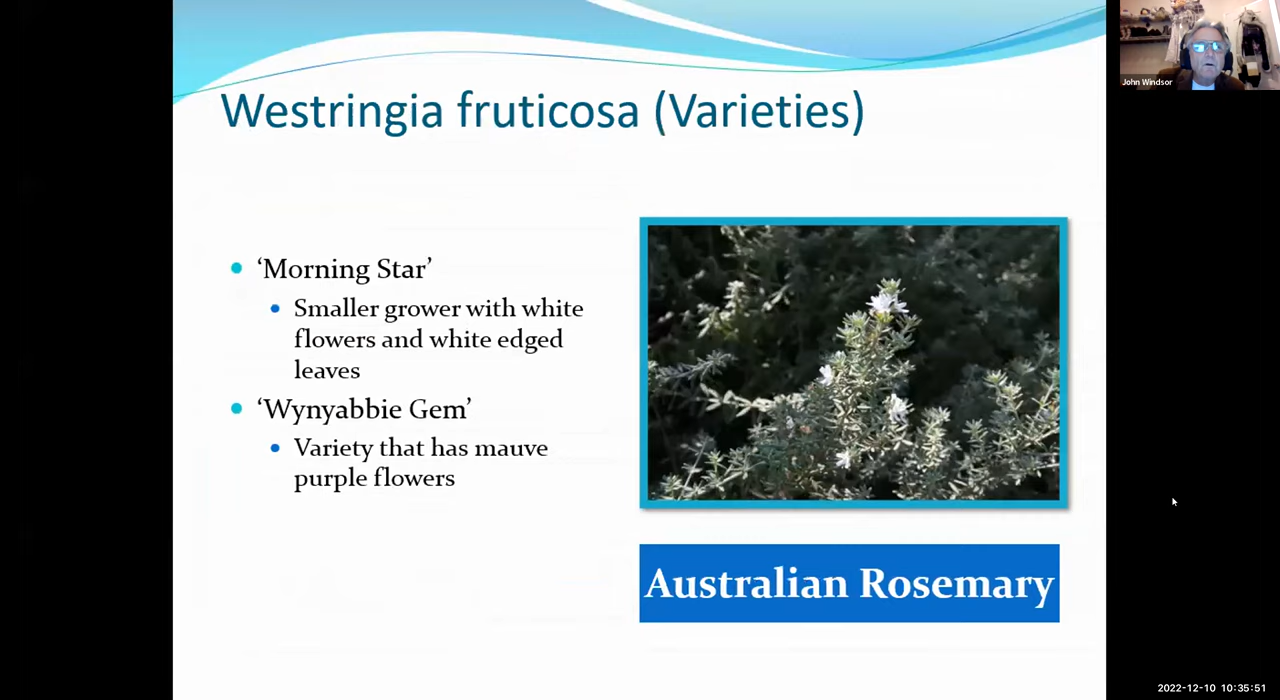 Westringia fruticosa (Varieties)
‘Morning Star’
Smaller grower with white
flowers and white edged
leaves
‘Wynyabbie Gem’
Variety that has mauve
purple flowers
Australian Rosemary
John Windsor
2022-12-10 10:35:51